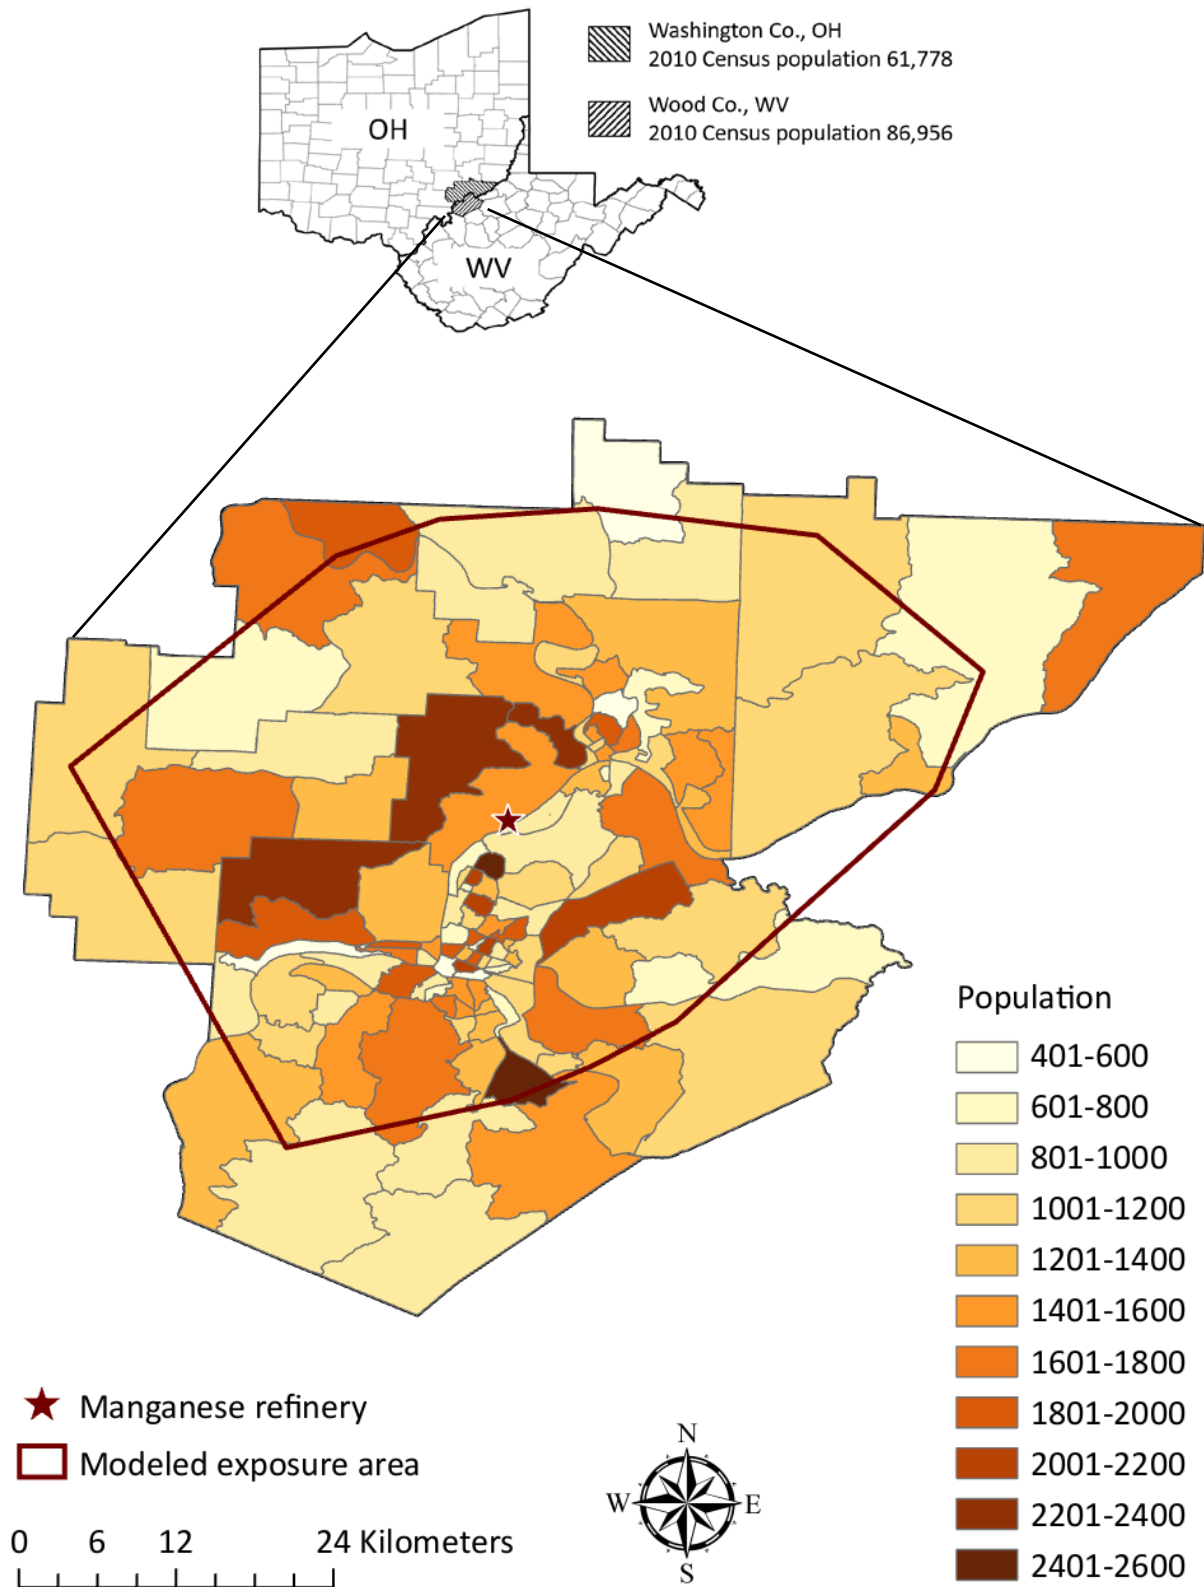 Washington Co., OH
2010 Census population 61,778
Wood Co., WV
2010 Census population 86,956
OH
WV
Population
401-600
601-800
801-1000
1001-1200
1201-1400
1401-1600
1601-1800
1801-2000
2001-2200
2201-2400
2401-2600
Manganese refinery
Modeled exposure area
0 6 12 24 Kilometers
N
W E
S